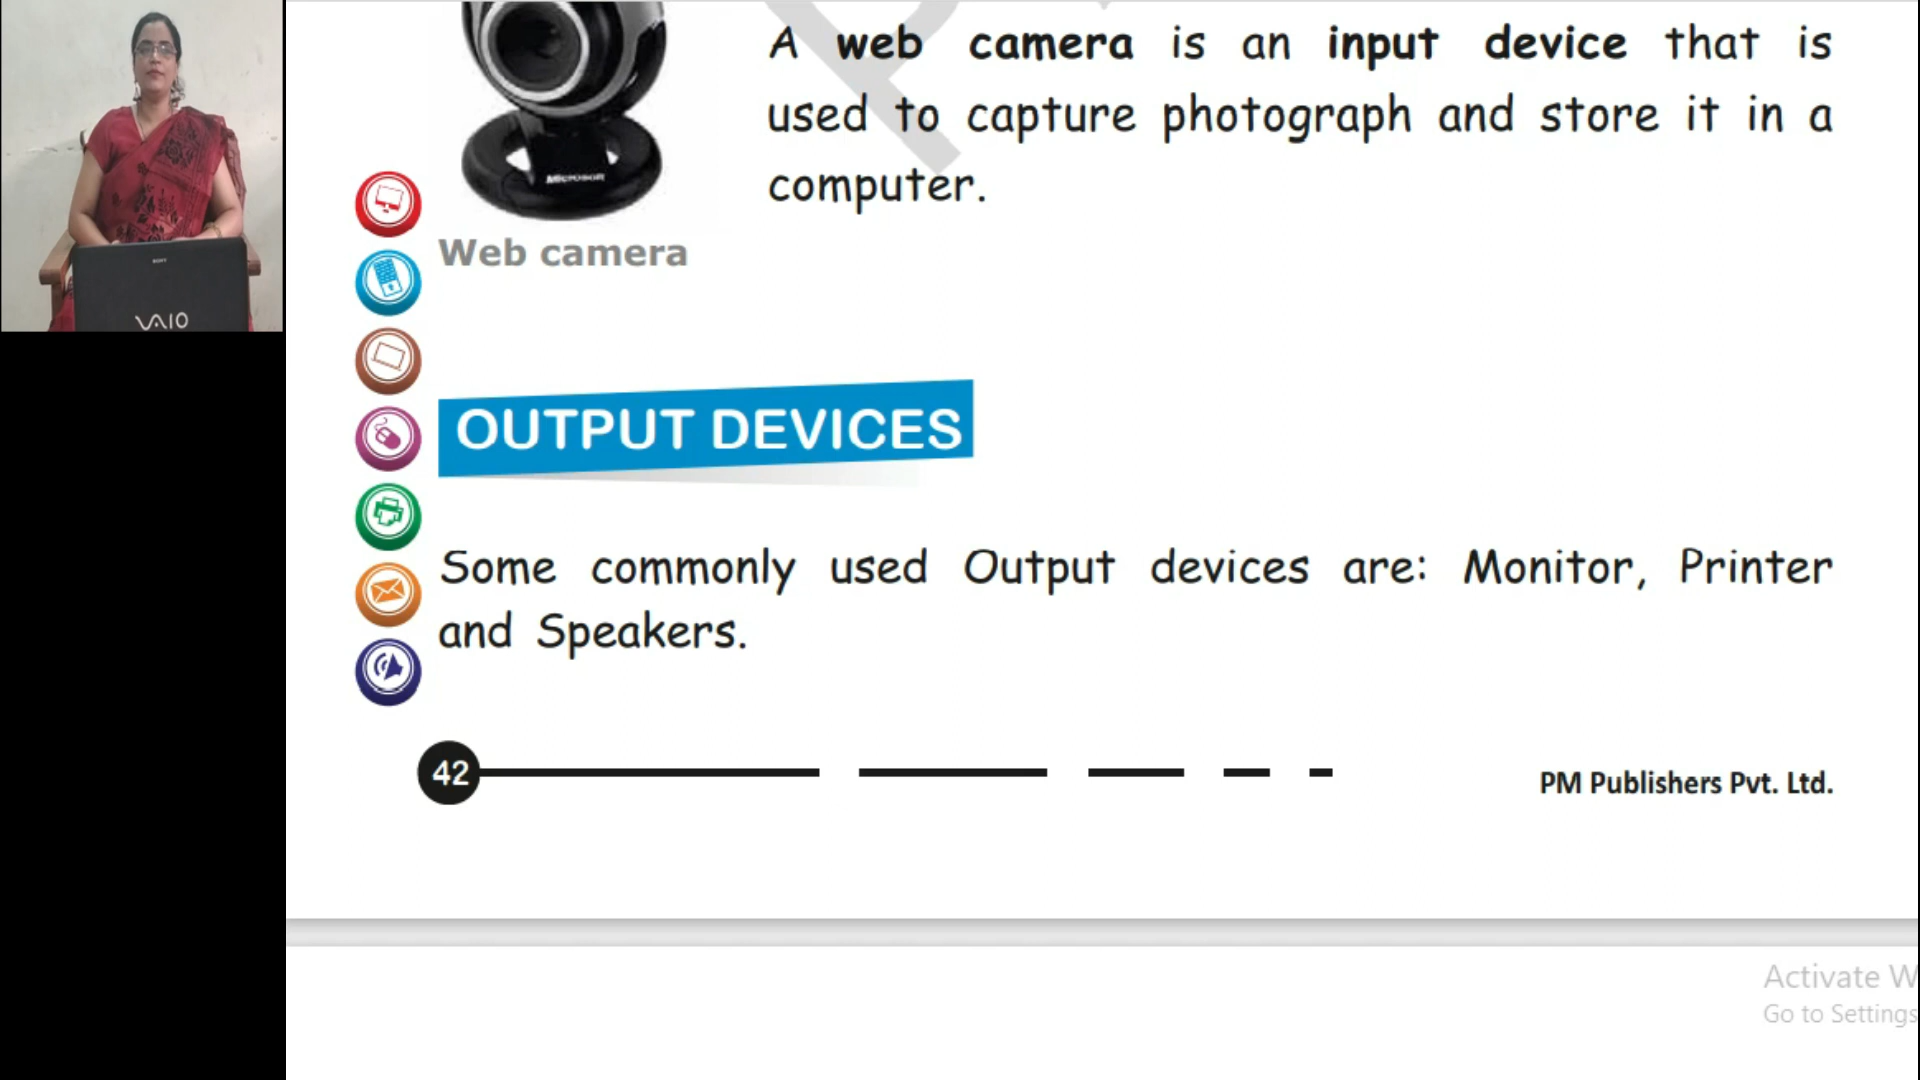 A web camera is an input device that is
used to capture photograph and store it in a
computer.
Microsoft
Web camera
SONY
VAIO
OUTPUT DEVICES
Some commonly used Output devices are: Monitor, Printer
and Speakers.
42
PM Publishers Pvt. Ltd.
Activate W
Go to Settings